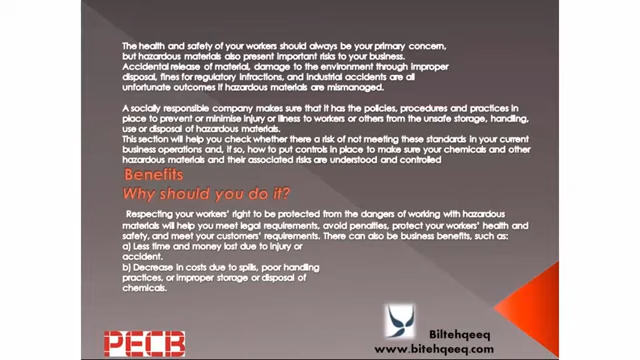 The health and safety of your workers should always be your primary concern,
but hazardous materials also present important risks to your business.
Accidental release of material, damage to the environment through improper
disposal, fines for regulatory infractions, and industrial accidents are all
unfortunate outcomes if hazardous materials are mismanaged.
A socially responsible company makes sure that it has the policies, procedures and practices in
place to prevent or minimise injury or illness to workers or others from the unsafe storage, handling,
use or disposal of hazardous materials.
This section will help you check whether there a risk of not meeting these standards in your current
business operations and, if so, how to put controls in place to make sure your chemicals and other
hazardous materials and their associated risks are understood and controlled
Benefits
Why should you do it?
Respecting your workers' right to be protected from the dangers of working with hazardous
materials will help you meet legal requirements, avoid penalties, protect your workers' health and
safety, and meet your customers' requirements. There can also be business benefits, such as:
a) Less time and money lost due to injury or
accident.
b) Decrease in costs due to spills, poor handling
practices, or improper storage or disposal of
chemicals.
PECB
Biltehqeeq
www.bitehqeeq.com